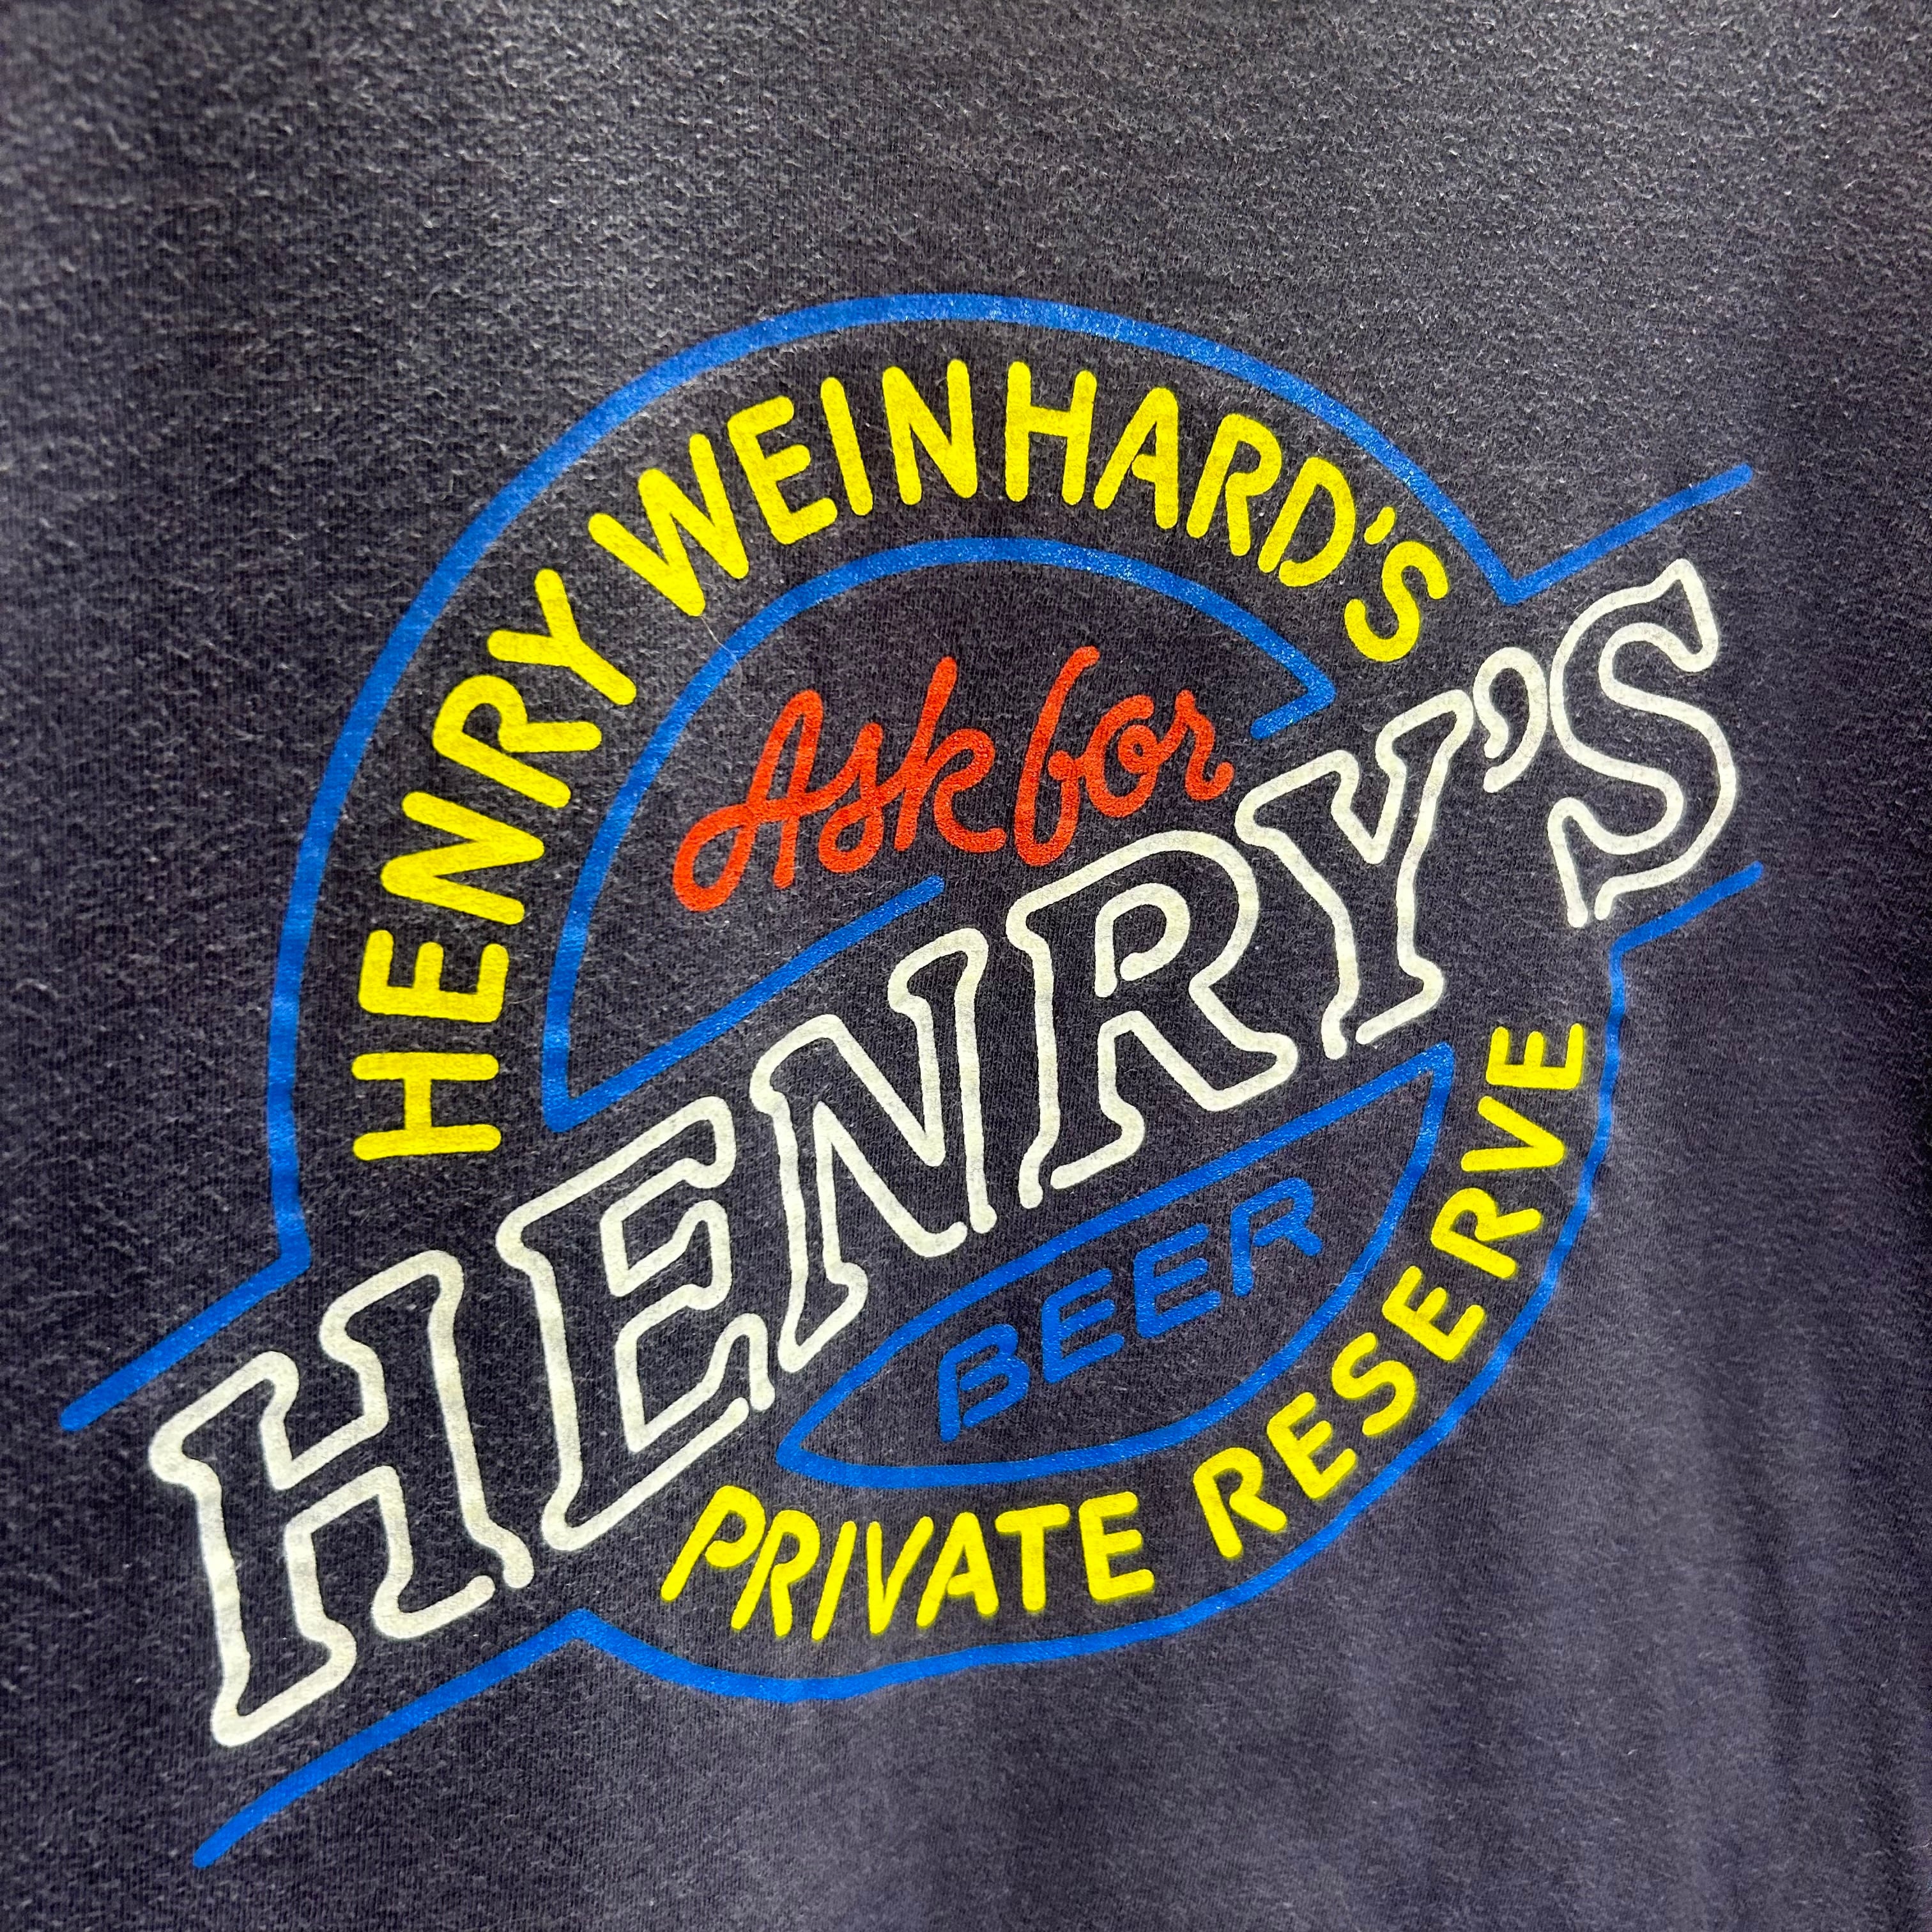 HENRY WEINHARD'S
Ask for
HENRY'S
BEER
PRIVATE RESERVE